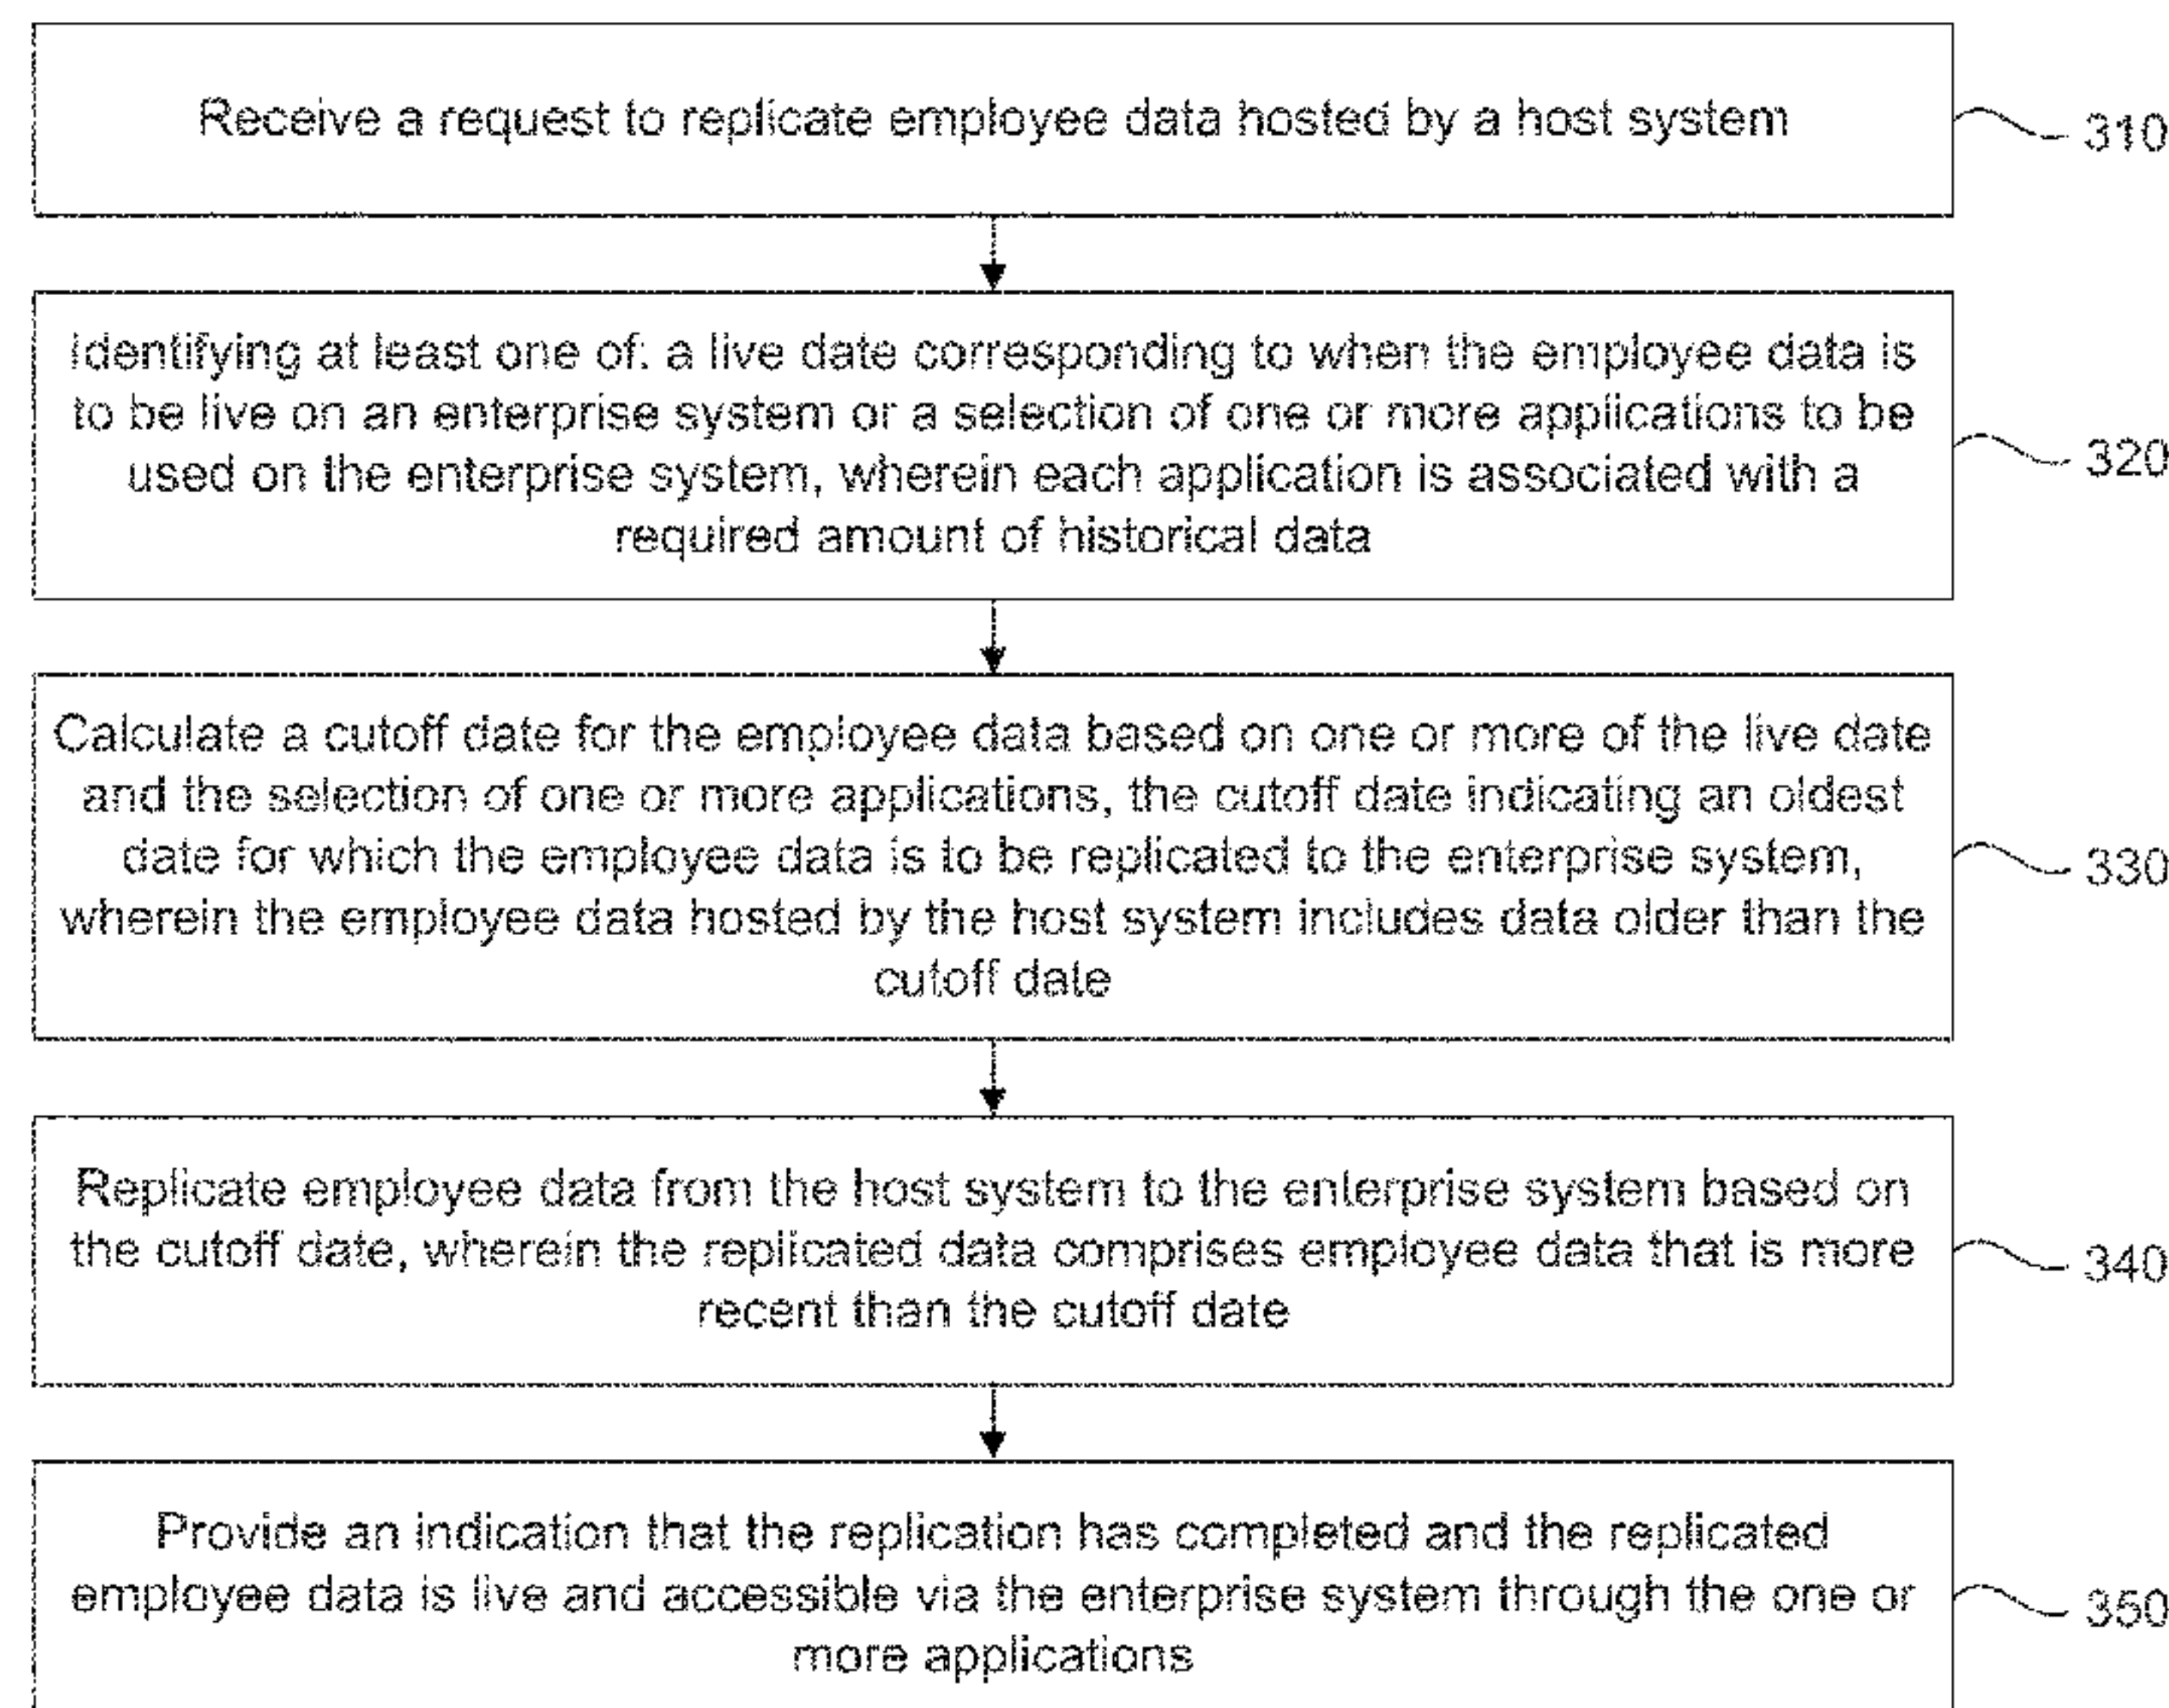 Receive a request to replicate employee data hosted by a host system
310
Identifying at least one of: a live date corresponding to when the employee data is
to be live on an enterprise system or a selection of one or more applications to be
used on the enterprise system, wherein each application is associated with a
required amount of historical data
320
Calculate a cutoff date for the employee data based on one or more of the live date
and the selection of one or more applications, the cutoff date indicating an oldest
date for which the employee data is to be replicated to the enterprise system,
wherein the employee data hosted by the host system includes data older than the
cutoff date
330
Replicate employee data from the host system to the enterprise system based on
the cutoff date, wherein the replicated data comprises employee data that is more
recent than the cutoff date
340
Provide an indication that the replication has completed and the replicated
employee data is live and accessible via the enterprise system through the one or
more applications
350